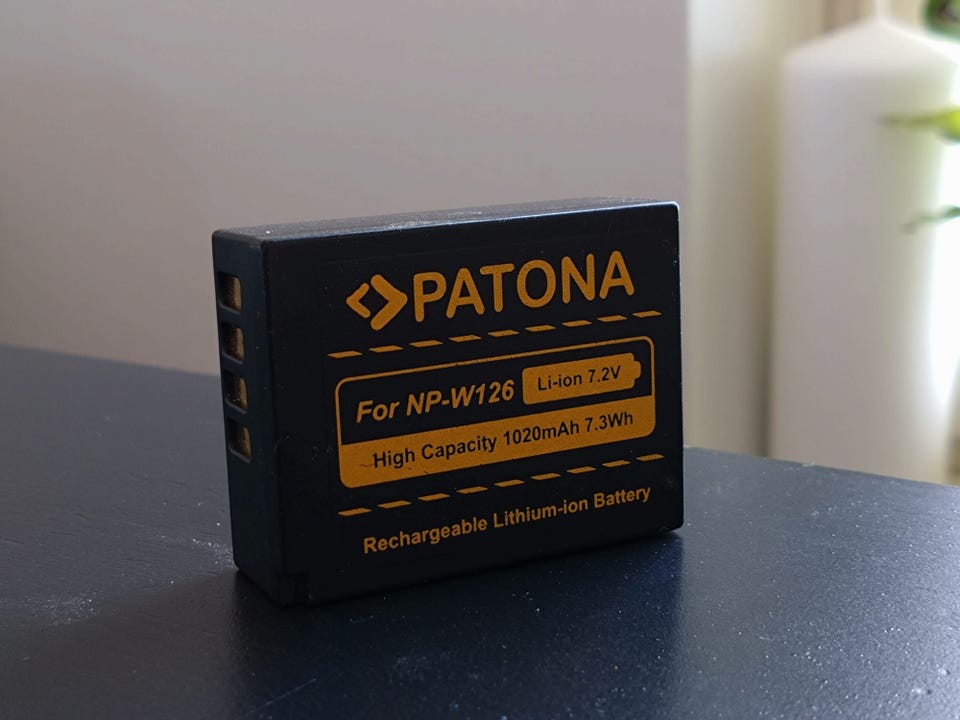 PATONA
For NP-W126
Li-ion 7.2V
High Capacity 1020mAh 7.3Wh
Rechargeable Lithium-ion Battery